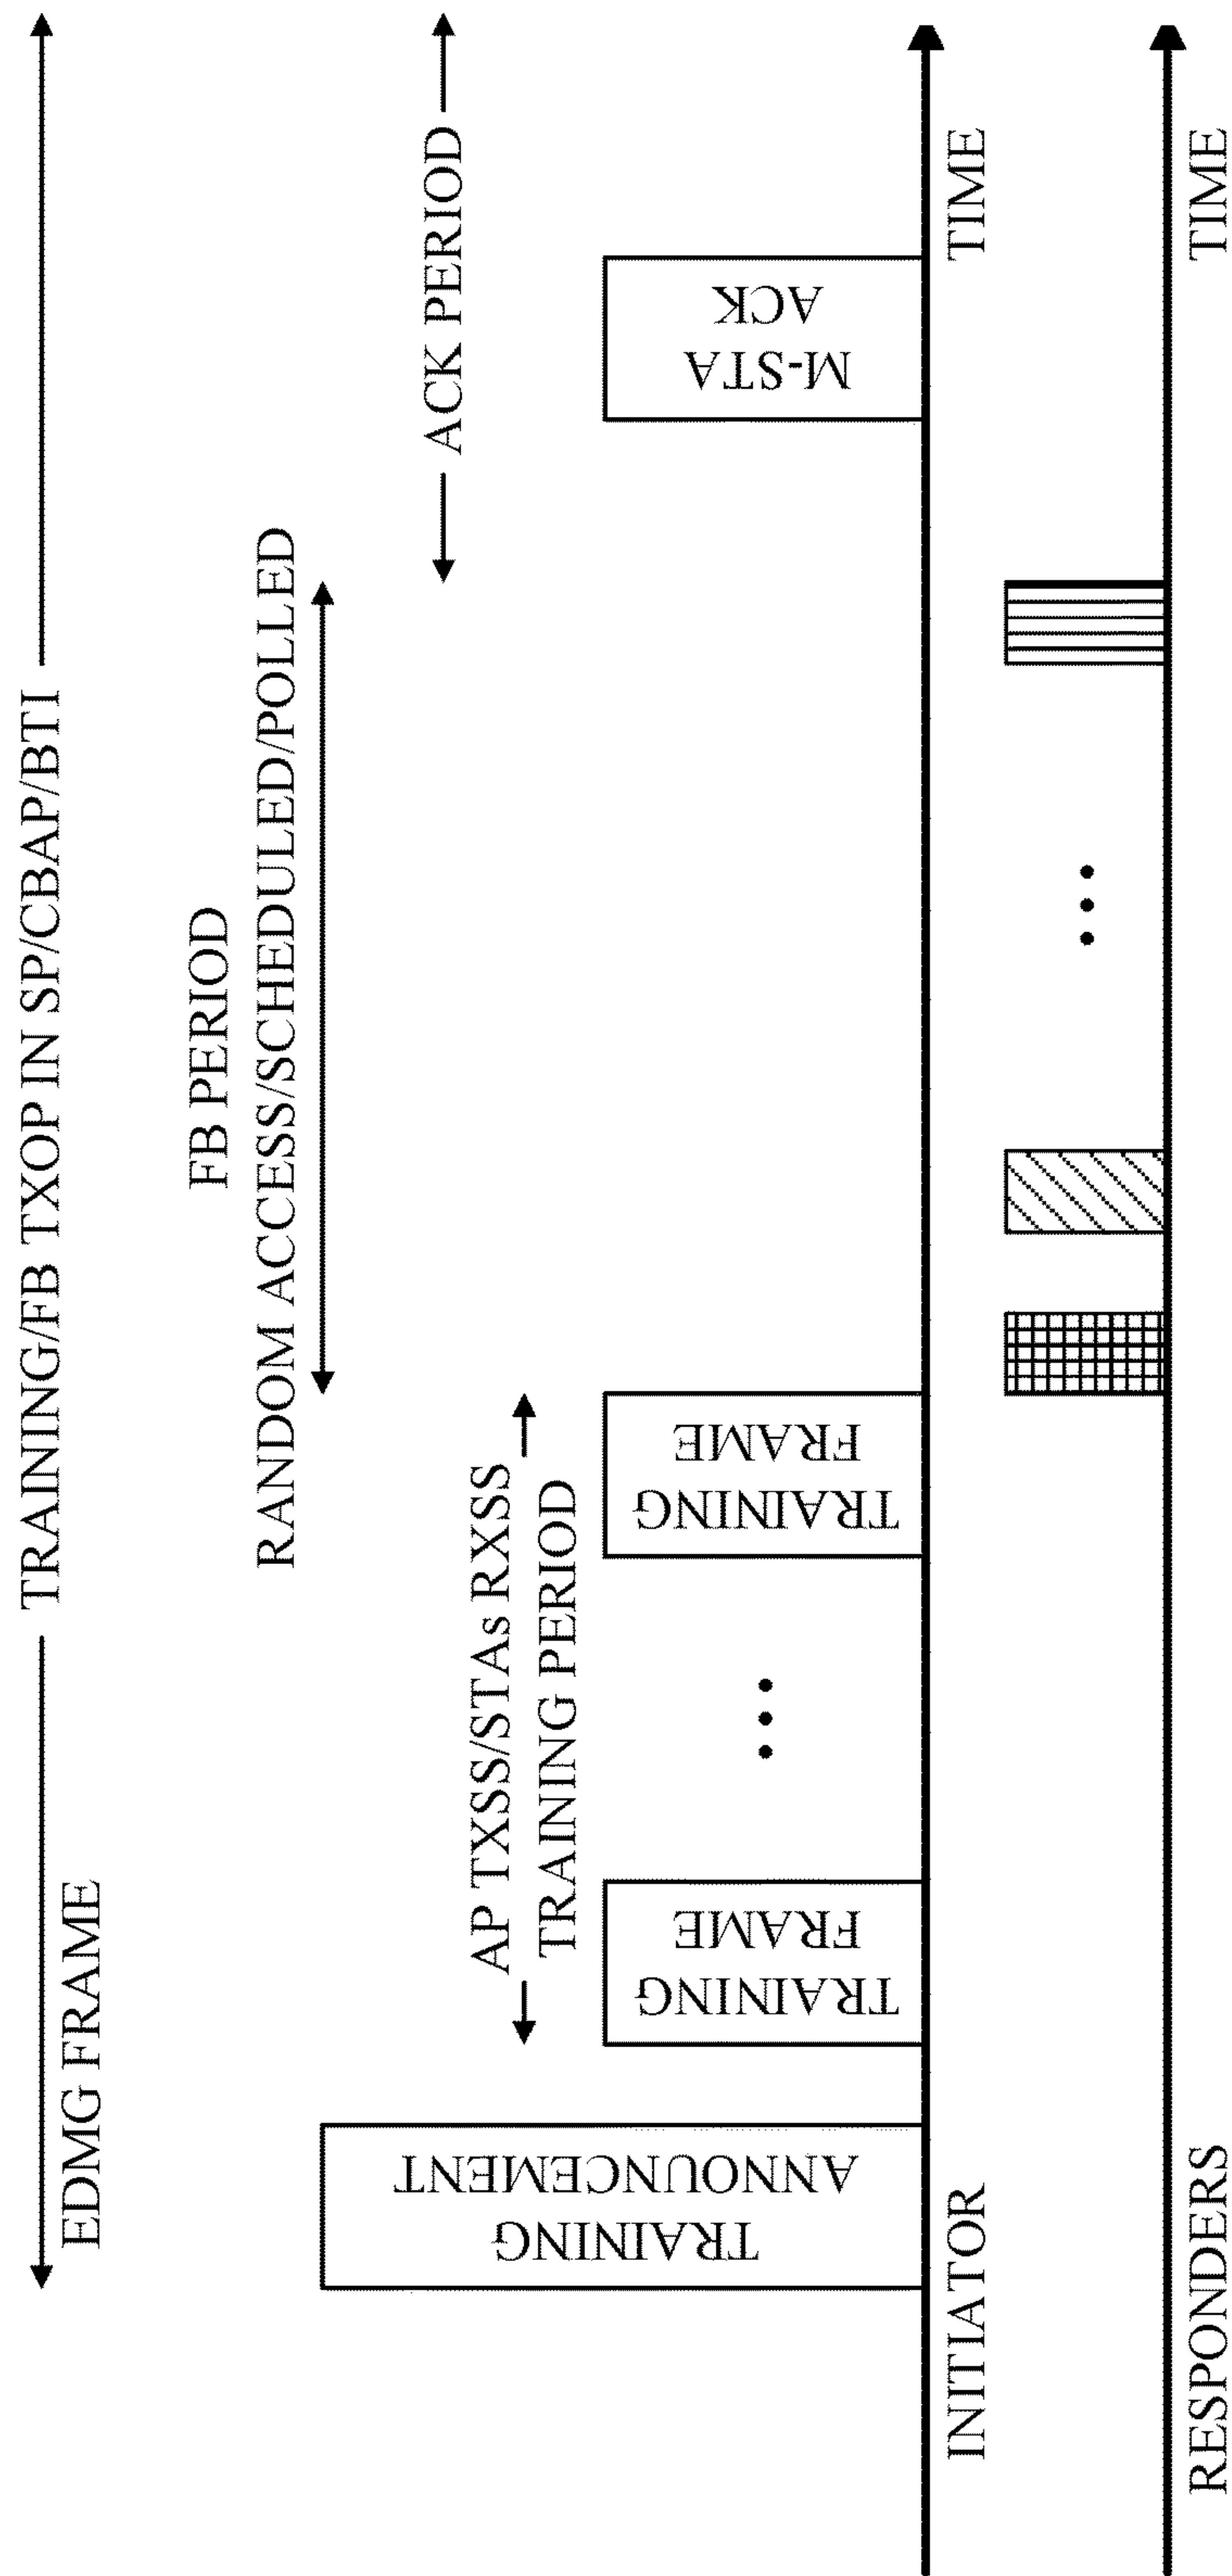 TRAINING/FB TXOP IN SP/CBAP/BTI
EDMG FRAME
FB PERIOD
RANDOM ACCESS/SCHEDULED/POLLED
ACK PERIOD
AP TXSS/STAs RXSS
TRAINING PERIOD
TRAINING
ANNOUNCEMENT
TRAINING
FRAME
•••
TRAINING
FRAME
M-STA
ACK
INITIATOR
TIME
•••
RESPONDERS
TIME